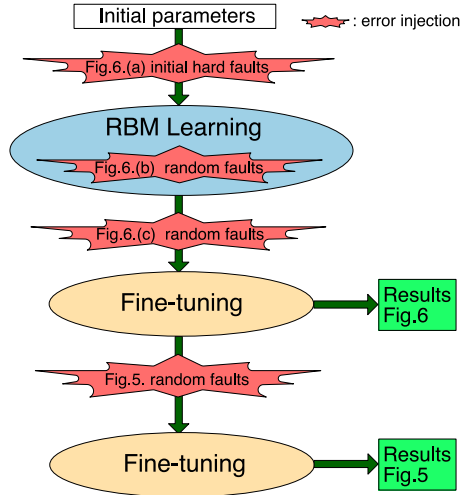 Initial parameters
: error injection
Fig.6.(a) initial hard faults
RBM Learning
Fig.6.(b) random faults
Fig.6.(c) random faults
Fine-tuning
Results
Fig.6
Fig.5. random faults
Fine-tuning
Results
Fig.5